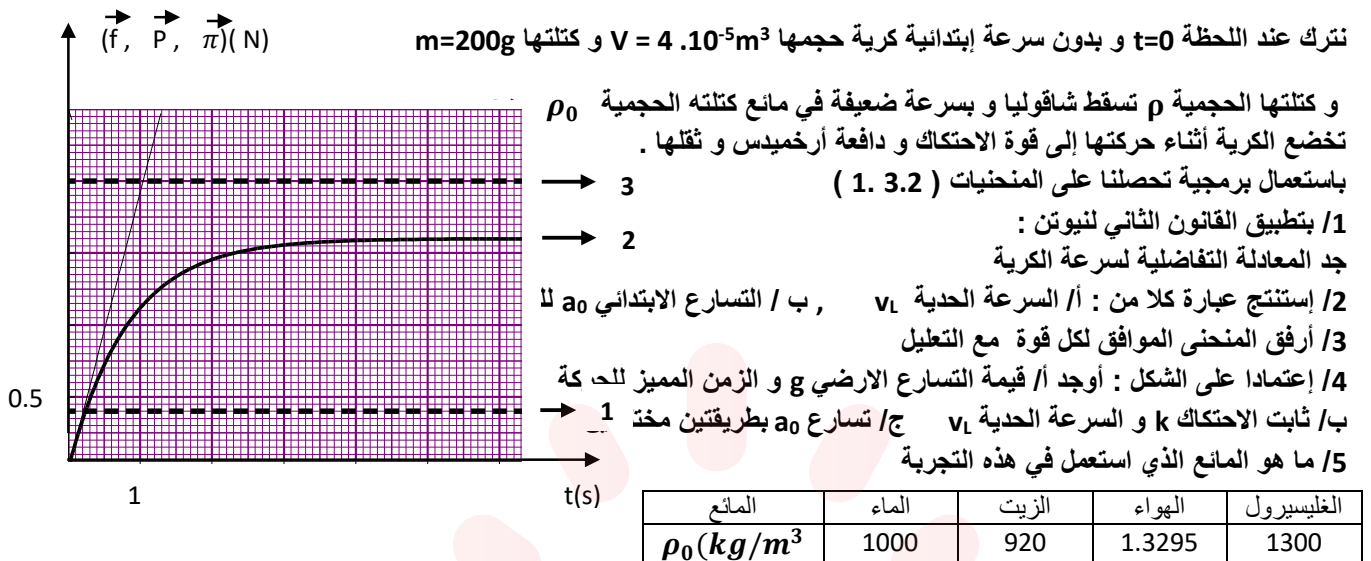 (f , P , π)( N)
نترك عند اللحظة t=0 و بدون سرعة إبتدائية كرية حجمها V = 4 .10⁻⁵m³ و كتلتها m=200g
و كتلتها الحجمية ρ تسقط شاقوليا و بسرعة ضعيفة في مائع كتلته الحجمية ρ₀
تخضع الكرية أثناء حركتها إلى قوة الاحتكاك و دافعة أرخميدس و ثقلها .
باستعمال برمجية تحصلنا على المنحنيات ( 1. 3.2 )
1/ بتطبيق القانون الثاني لنيوتن :
جد المعادلة التفاضلية لسرعة الكرية
2/ إستنتج عبارة كلا من : أ/ السرعة الحدية v_L , ب / التسارع الابتدائي a₀
3/ أرفق المنحنى الموافق لكل قوة مع التعليل
4/ إعتمادا على الشكل : أوجد أ/ قيمة التسارع الارضي g و الزمن المميز للحركة
ب/ ثابت الاحتكاك k و السرعة الحدية v_L ج/ تسارع a₀ بطريقتين
5/ ما هو المائع الذي استعمل في هذه التجربة
3
2
1
0.5
1
t(s)
المائع الماء الزيت الهواء الغليسيرول
ρ₀(kg/m³ 1000 920 1.3295 1300